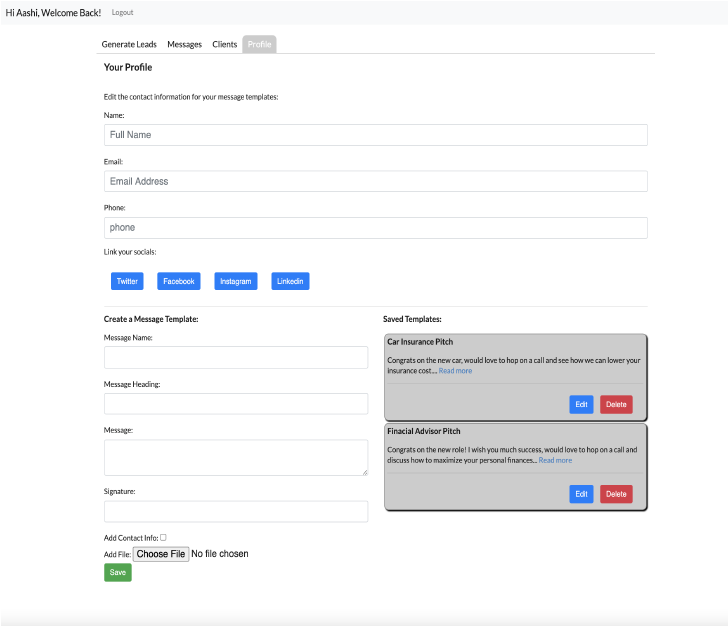 Hi Aashi, Welcome Back! Logout
Generate Leads Messages Clients Profile
Your Profile
Edit the contact information for your message templates:
Name:
Full Name
Email:
Email Address
Phone:
phone
Link your socials:
Twitter Facebook Instagram Linkedin
Create a Message Template:
Message Name:
Message Heading:
Message:
Signature:
Add Contact Info:
Add File: Choose File No file chosen
Save
Saved Templates:
Car Insurance Pitch
Congrats on the new car, would love to hop on a call and see how we can lower your
insurance cost.... Read more
Edit Delete
Finacial Advisor Pitch
Congrats on the new role! I wish you much success, would love to hop on a call and
discuss how to maximize your personal finances... Read more
Edit Delete